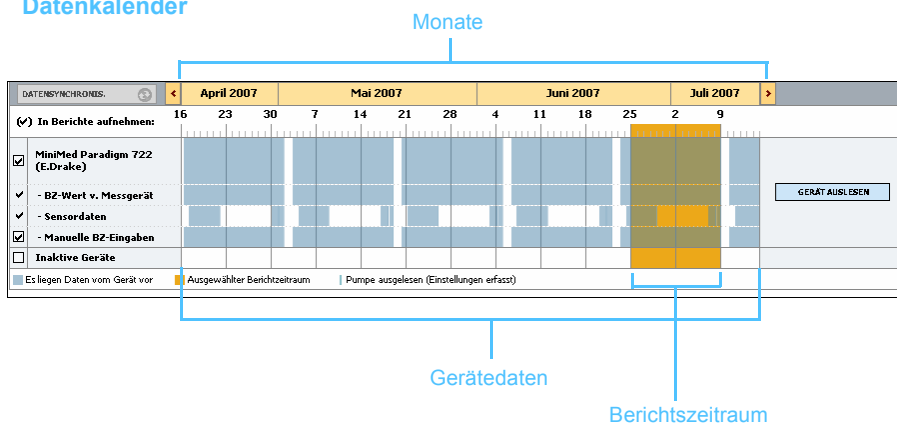 Datenkalender
Monate
DATENSYNCHRONIS. < April 2007 Mai 2007 Juni 2007 Juli 2007 >
(✔) In Berichte aufnehmen: 16 23 30 7 14 21 28 4 11 18 25 2 9
MiniMed Paradigm 722
(E.Drake)
- BZ-Wert v. Messgerät
GERÄT AUSLESEN
- Sensordaten
- Manuelle BZ-Eingaben
Inaktive Geräte
Es liegen Daten vom Gerät vor Ausgewählter Berichtzeitraum Pumpe ausgelesen (Einstellungen erfasst)
Gerätedaten
Berichtszeitraum